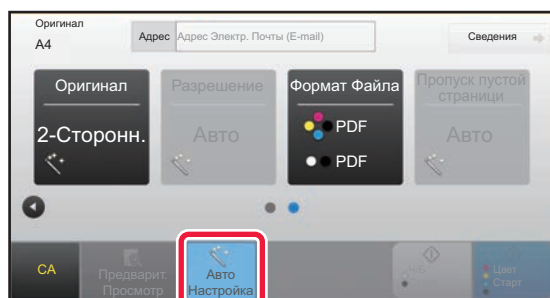 Оригинал
A4
Адрес
Адрес Электр. Почты (E-mail)
Сведения
Оригинал
2-Сторонн.
Разрешение
Авто
Формат Файла
PDF
PDF
Пропуск пустой
страницы
Авто
CA
Предварит.
Просмотр
Авто
Настройка
Цвет
Старт